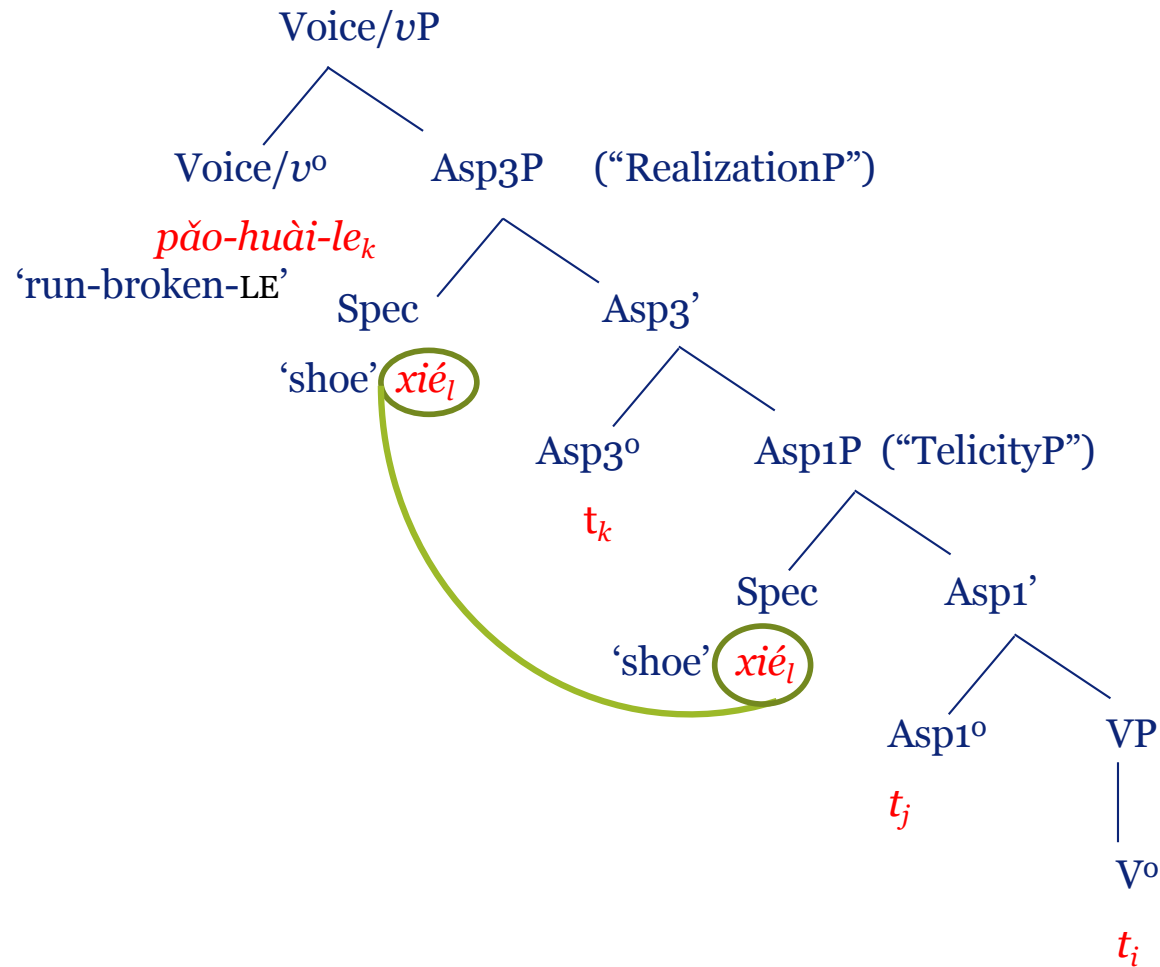 Voice/vP
Voice/vº Asp3P (“RealizationP”)
pǎo-huài-leₖ
‘run-broken-LE’
Spec Asp3’
‘shoe’ xiéₗ
Asp3º Asp1P (“TelicityP”)
tₖ
Spec Asp1’
‘shoe’ xiéₗ
Asp1º VP
tⱼ
Vº
tᵢ